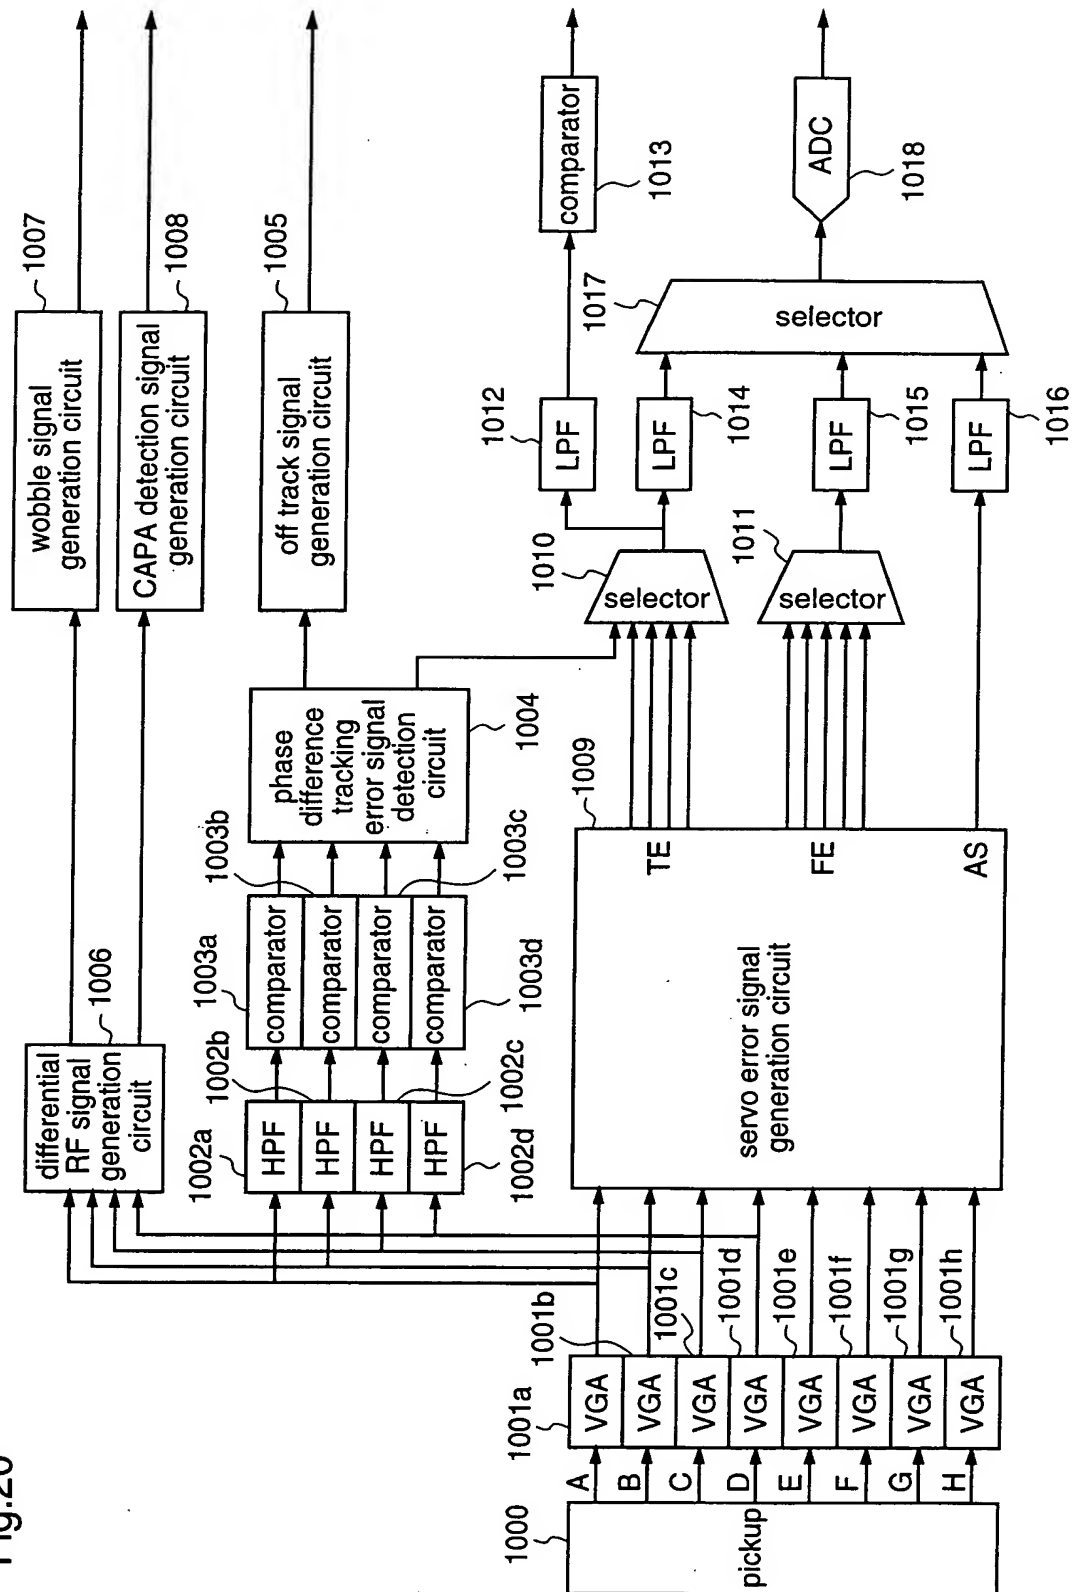 Fig.20
1007
wobble signal
generation circuit
1008
CAPA detection signal
generation circuit
1005
off track signal
generation circuit
comparator
1013
ADC
1018
1017
selector
1012
LPF
LPF
1014
LPF
1015
LPF
1016
1010
selector
1011
selector
phase
difference
tracking
error signal
detection
circuit
1004
1006
differential
RF signal
generation
circuit
1003a
1003b
comparator
comparator
comparator
comparator
1003c
1003d
1002a
1002b
HPF
HPF
HPF
HPF
1002c
1002d
1009
TE
FE
AS
servo error signal
generation circuit
1001a
1001b
1001c
1001d
1001e
1001f
1001g
1001h
VGA
VGA
VGA
VGA
VGA
VGA
VGA
VGA
A
B
C
D
E
F
G
H
1000
pickup